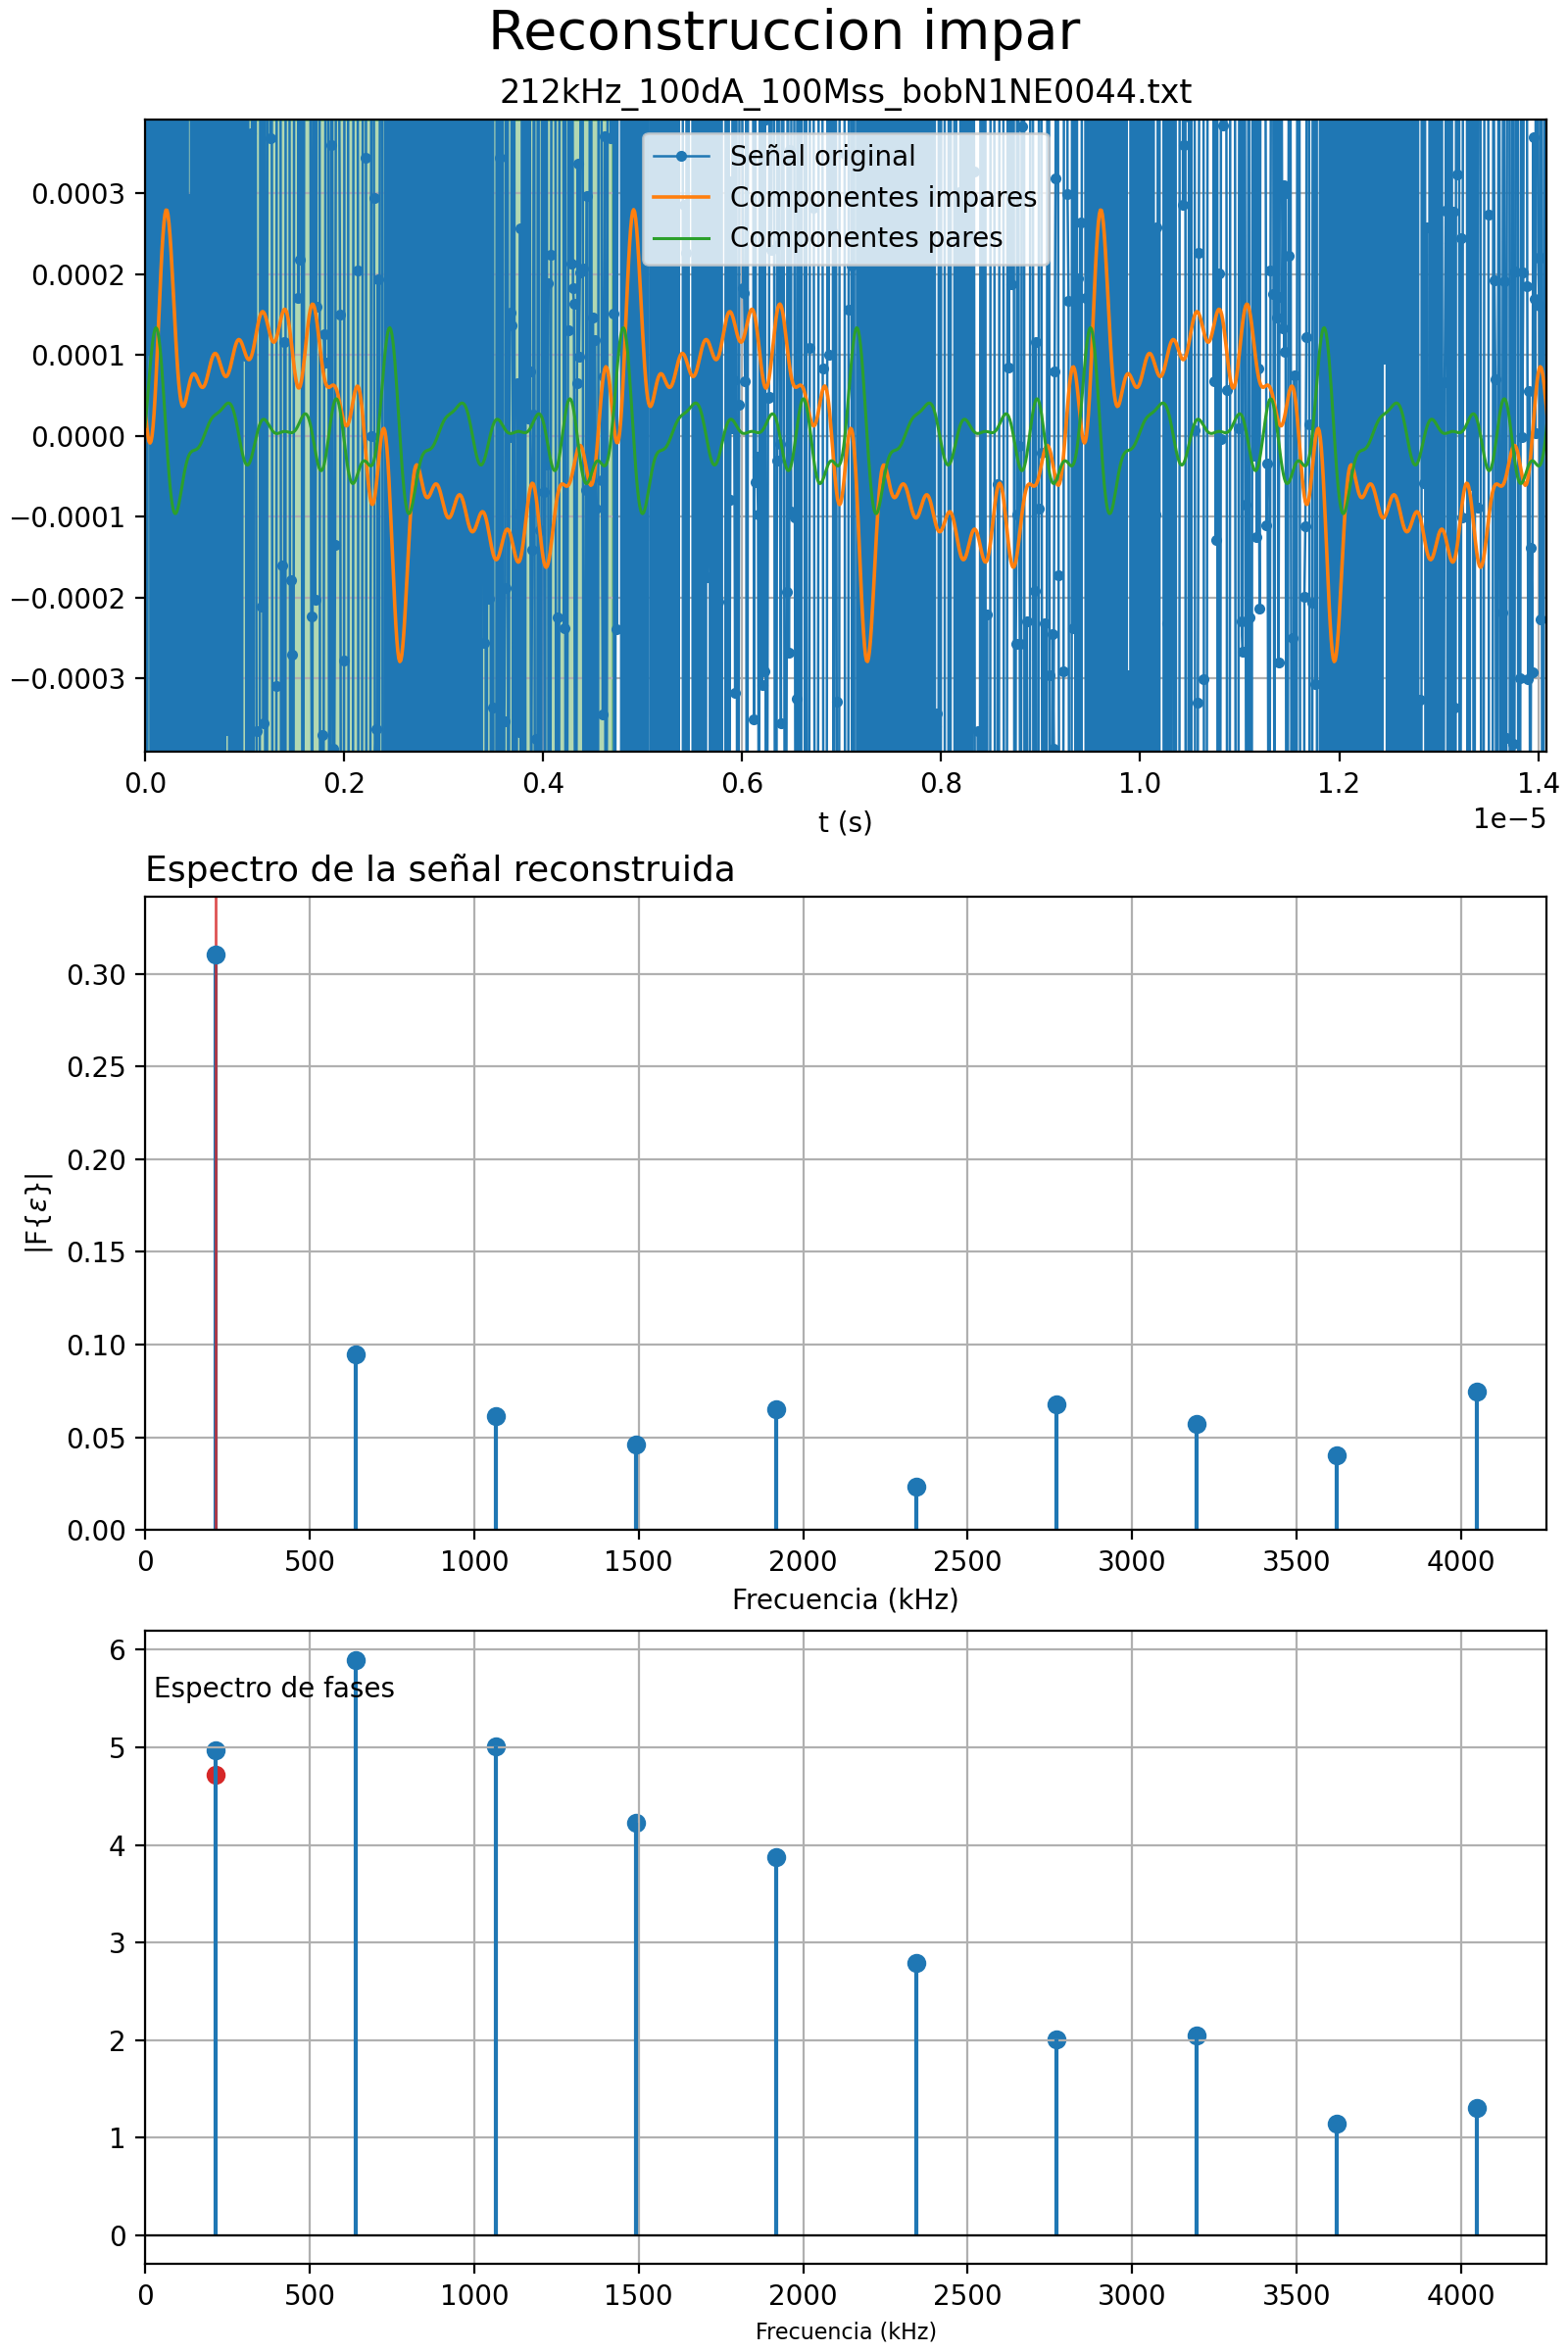 Reconstruccion impar
212kHz_100dA_100Mss_bobN1NE0044.txt
Señal original
Componentes impares
Componentes pares
0.0003
0.0002
0.0001
0.0000
−0.0001
−0.0002
−0.0003
0.0 0.2 0.4 0.6 0.8 1.0 1.2 1.4
t (s)
1e−5
Espectro de la señal reconstruida
|F{ε}|
0.30
0.25
0.20
0.15
0.10
0.05
0.00
0 500 1000 1500 2000 2500 3000 3500 4000
Frecuencia (kHz)
Espectro de fases
6
5
4
3
2
1
0
0 500 1000 1500 2000 2500 3000 3500 4000
Frecuencia (kHz)